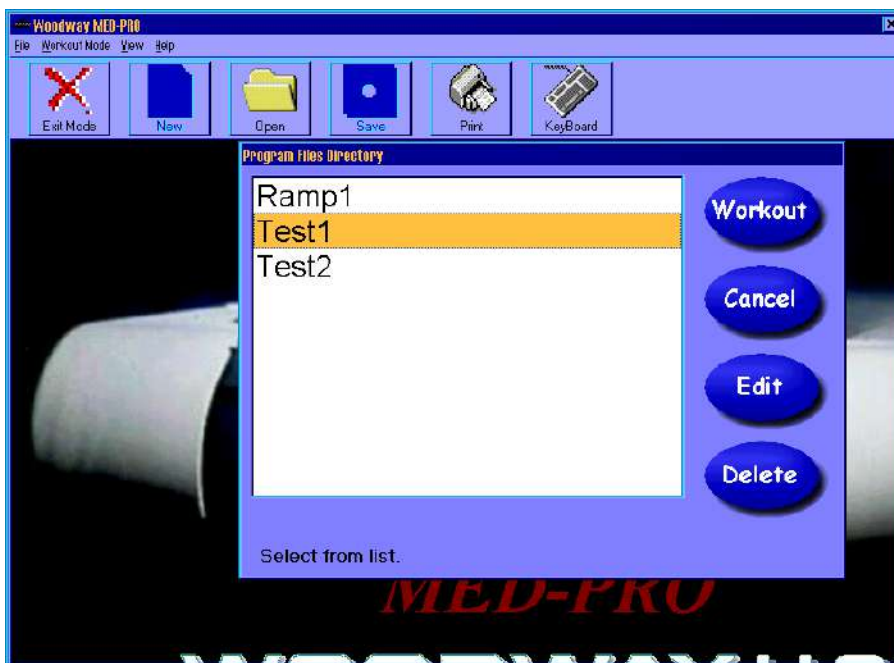 Woodway MED-PRO
File Workout Mode View Help
Exit Mode New Open Save Print KeyBoard
Program Files Directory
Ramp1
Test1
Test2
Workout
Cancel
Edit
Delete
Select from list.
MED-PRO